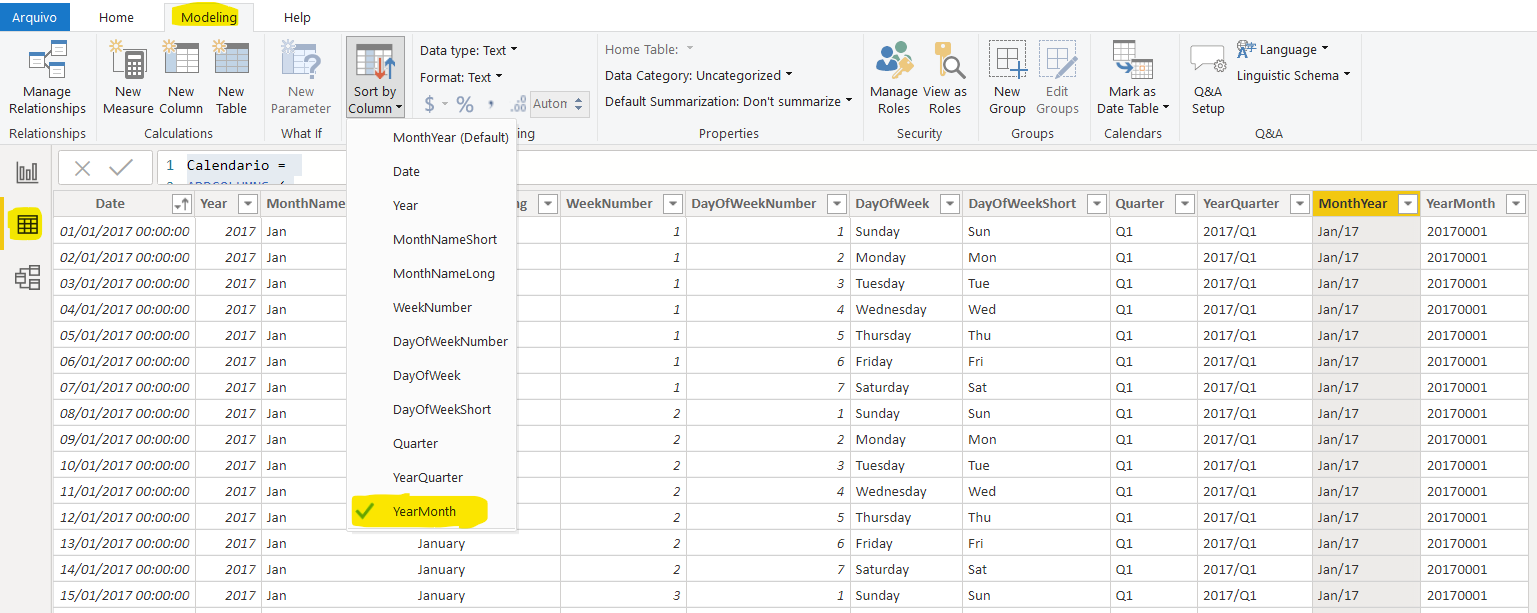 Arquivo Home Modeling Help
Manage Relationships
New Measure New Column New Table
New Parameter
Sort by Column
Data type: Text
Format: Text
$ % , .00 Autom
Home Table:
Data Category: Uncategorized
Default Summarization: Don't summarize
Manage Roles View as Roles
New Group Edit Groups
Mark as Date Table
Q&A Setup
Language
Linguistic Schema
Relationships Calculations What If ing Properties Security Groups Calendars Q&A
MonthYear (Default)
Date
Year
MonthNameShort
MonthNameLong
WeekNumber
DayOfWeekNumber
DayOfWeek
DayOfWeekShort
Quarter
YearQuarter
YearMonth
1 Calendario =
Date Year MonthName g WeekNumber DayOfWeekNumber DayOfWeek DayOfWeekShort Quarter YearQuarter MonthYear YearMonth
01/01/2017 00:00:00 2017 Jan 1 1 Sunday Sun Q1 2017/Q1 Jan/17 20170001
02/01/2017 00:00:00 2017 Jan 1 2 Monday Mon Q1 2017/Q1 Jan/17 20170001
03/01/2017 00:00:00 2017 Jan 1 3 Tuesday Tue Q1 2017/Q1 Jan/17 20170001
04/01/2017 00:00:00 2017 Jan 1 4 Wednesday Wed Q1 2017/Q1 Jan/17 20170001
05/01/2017 00:00:00 2017 Jan 1 5 Thursday Thu Q1 2017/Q1 Jan/17 20170001
06/01/2017 00:00:00 2017 Jan 1 6 Friday Fri Q1 2017/Q1 Jan/17 20170001
07/01/2017 00:00:00 2017 Jan 1 7 Saturday Sat Q1 2017/Q1 Jan/17 20170001
08/01/2017 00:00:00 2017 Jan 2 1 Sunday Sun Q1 2017/Q1 Jan/17 20170001
09/01/2017 00:00:00 2017 Jan 2 2 Monday Mon Q1 2017/Q1 Jan/17 20170001
10/01/2017 00:00:00 2017 Jan 2 3 Tuesday Tue Q1 2017/Q1 Jan/17 20170001
11/01/2017 00:00:00 2017 Jan 2 4 Wednesday Wed Q1 2017/Q1 Jan/17 20170001
12/01/2017 00:00:00 2017 Jan 2 5 Thursday Thu Q1 2017/Q1 Jan/17 20170001
13/01/2017 00:00:00 2017 Jan January 2 6 Friday Fri Q1 2017/Q1 Jan/17 20170001
14/01/2017 00:00:00 2017 Jan January 2 7 Saturday Sat Q1 2017/Q1 Jan/17 20170001
15/01/2017 00:00:00 2017 Jan January 3 1 Sunday Sun Q1 2017/Q1 Jan/17 20170001